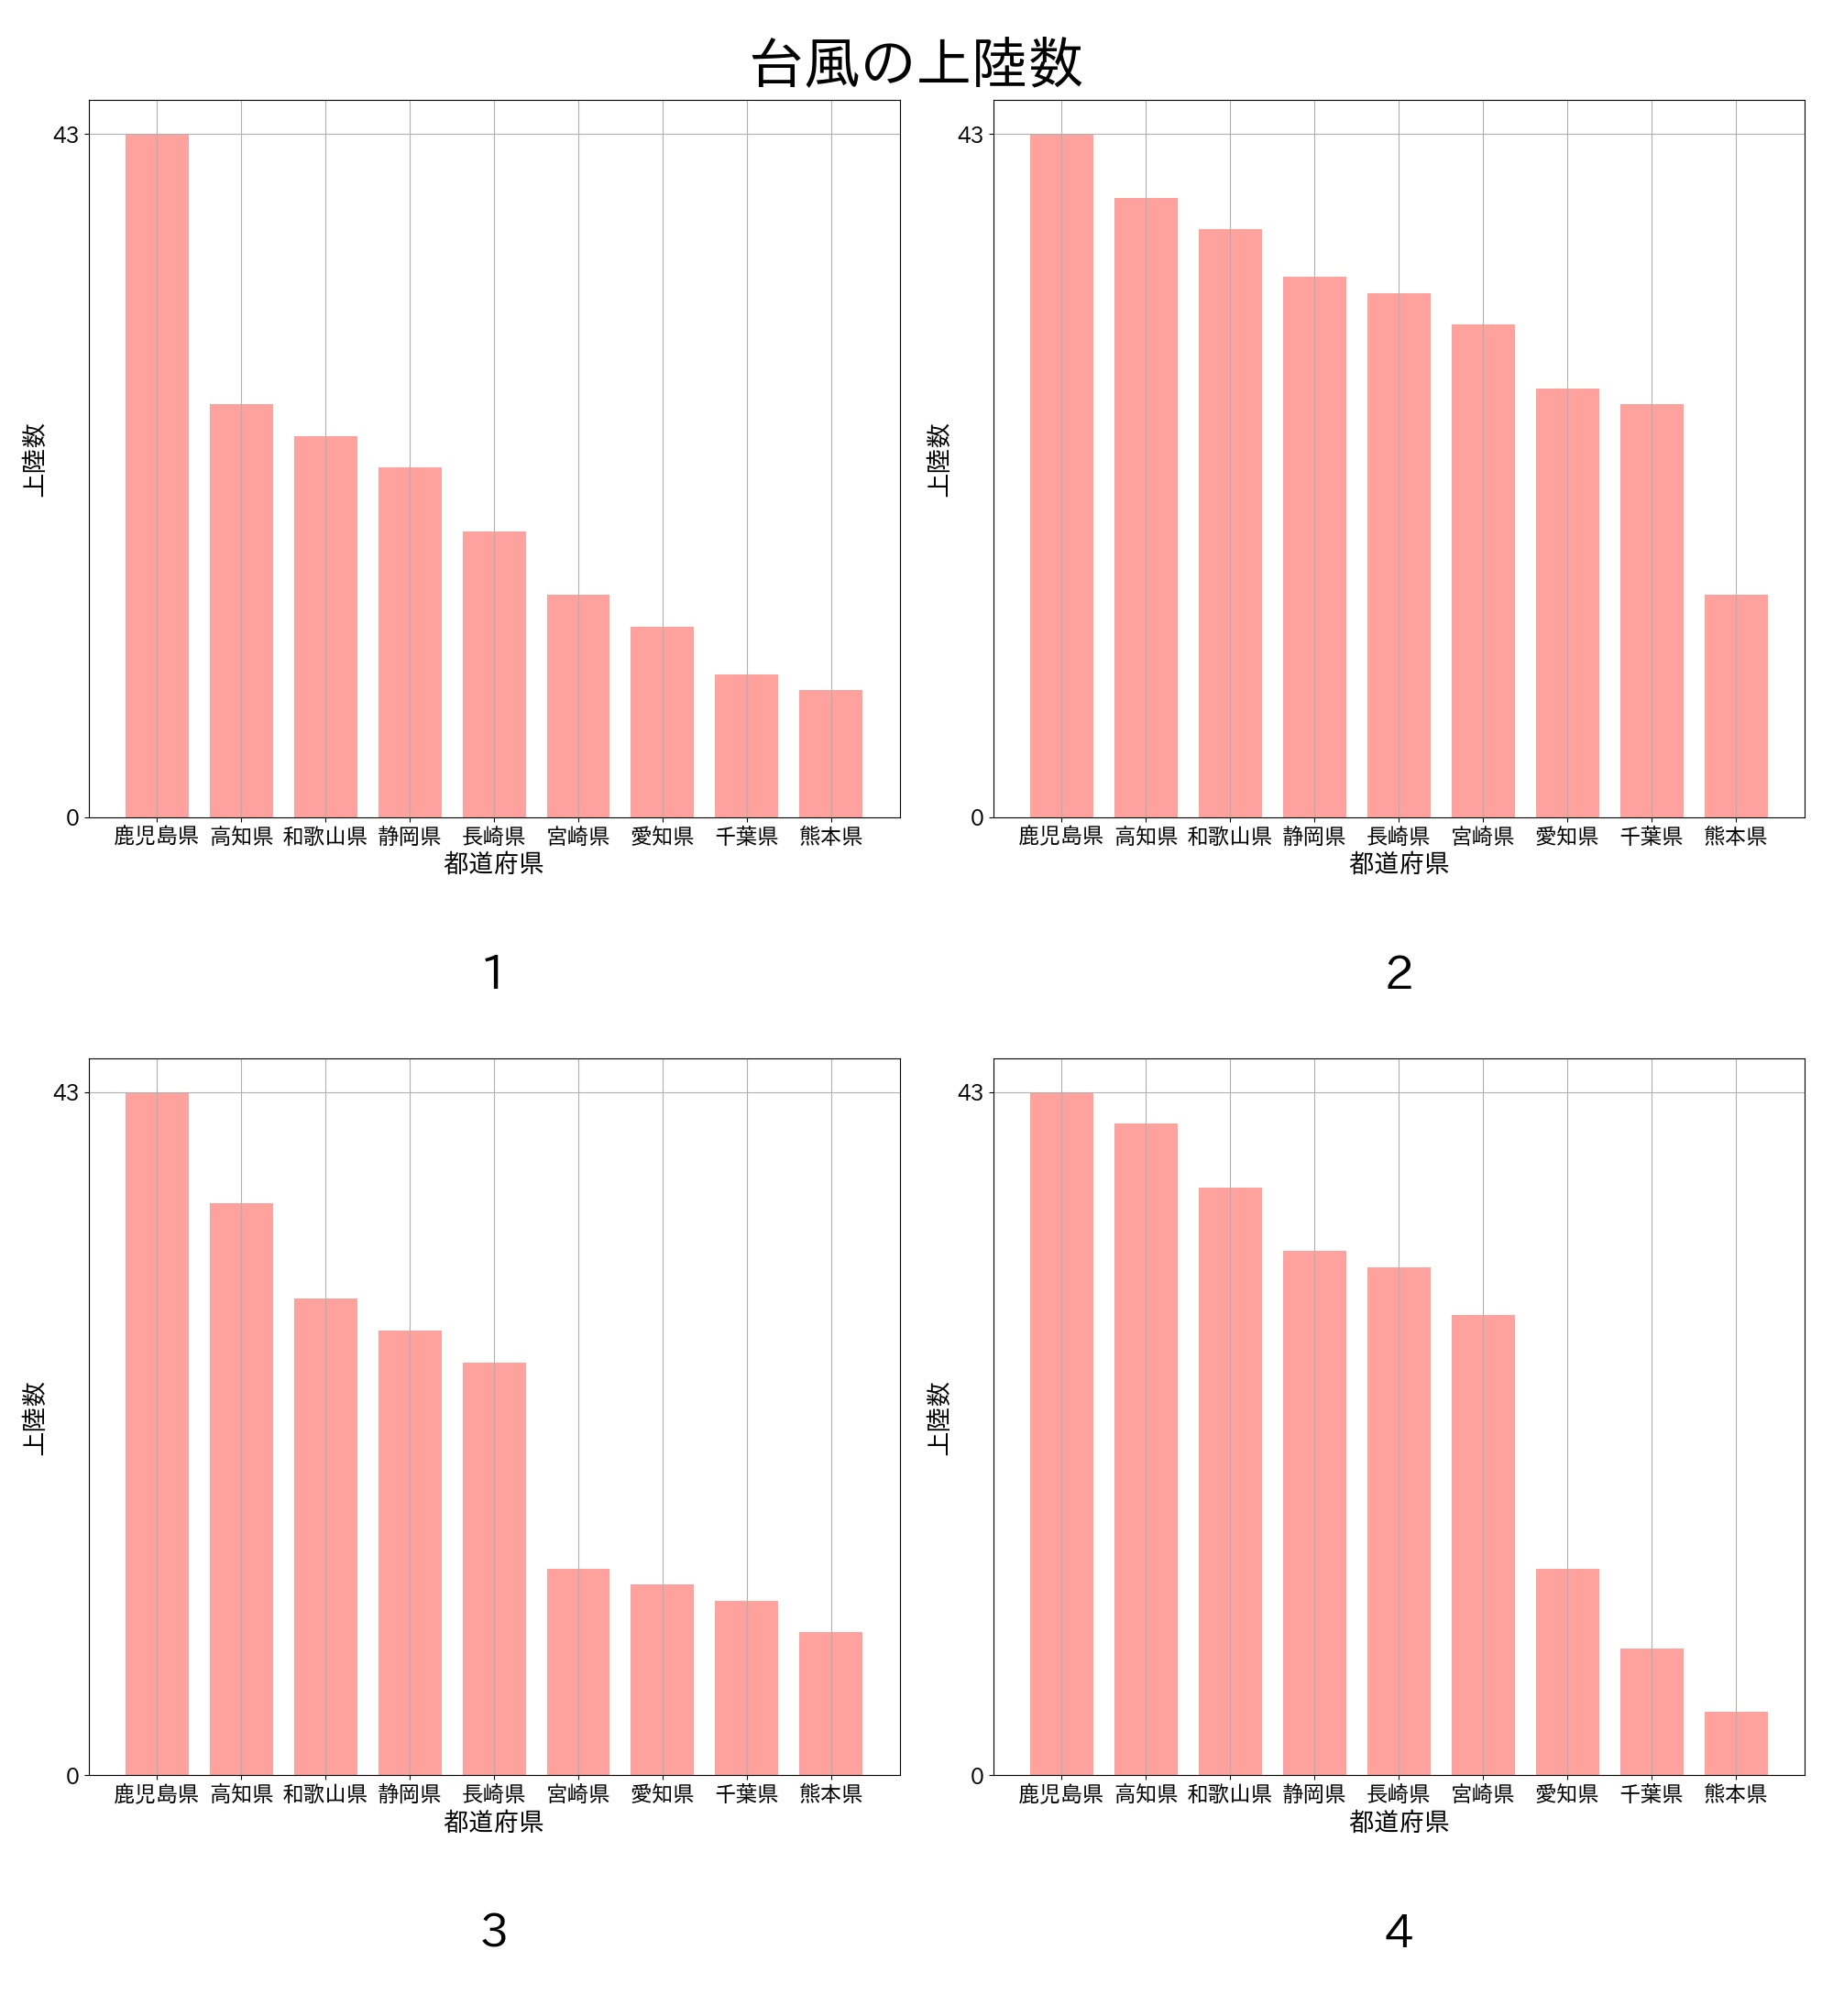 台風の上陸数
43
0
上陸数
鹿児島県 高知県 和歌山県 静岡県 長崎県 宮崎県 愛知県 千葉県 熊本県
都道府県
1
43
0
上陸数
鹿児島県 高知県 和歌山県 静岡県 長崎県 宮崎県 愛知県 千葉県 熊本県
都道府県
2
43
0
上陸数
鹿児島県 高知県 和歌山県 静岡県 長崎県 宮崎県 愛知県 千葉県 熊本県
都道府県
3
43
0
上陸数
鹿児島県 高知県 和歌山県 静岡県 長崎県 宮崎県 愛知県 千葉県 熊本県
都道府県
4